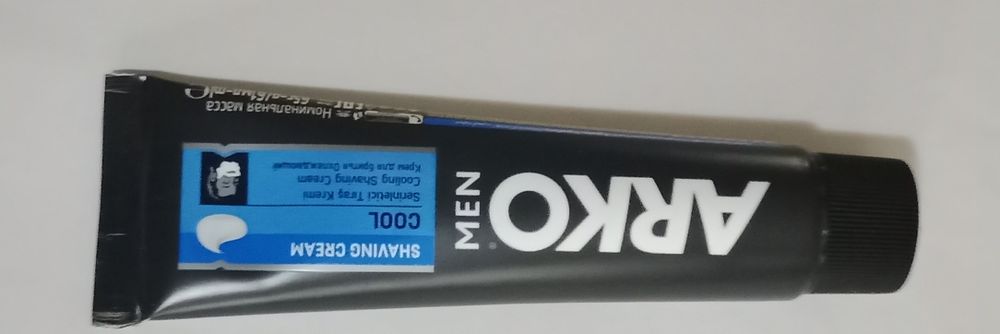 ARKO
MEN
®
SHAVING CREAM
COOL
Serinletici Tıraş Kremi
Cooling Shaving Cream
Крем для бритья Охлаждающий
Номинальная масса